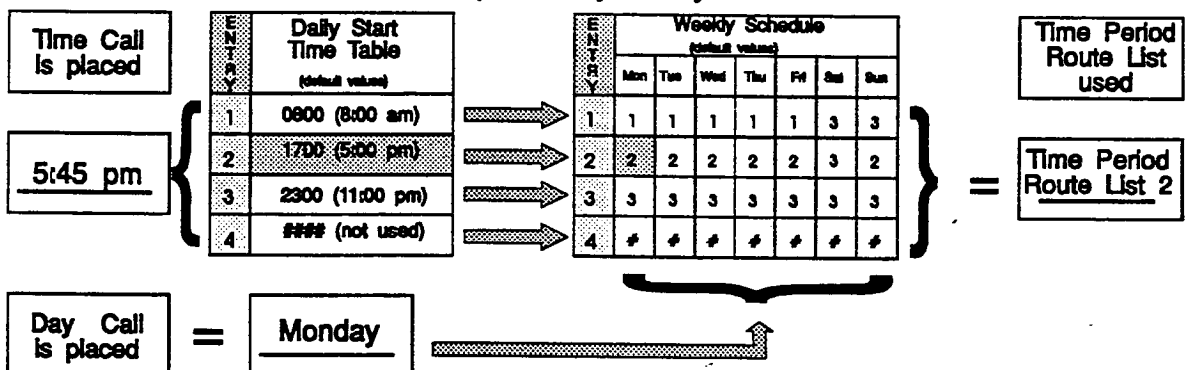 Time Call
is placed
ENTRY
Daily Start
Time Table
(default values)
ENTRY
Weekly Schedule
(default values)
Mon Tue Wed Thu Fri Sat Sun
Time Period
Route List
used
1 0800 (8:00 am)
1 1 1 1 1 1 3 3
5:45 pm
2 1700 (5:00 pm)
2 2 2 2 2 2 3 2
=
Time Period
Route List 2
3 2300 (11:00 pm)
3 3 3 3 3 3 3 3
4 #### (not used)
4 # # # # # # #
Day Call
is placed
=
Monday